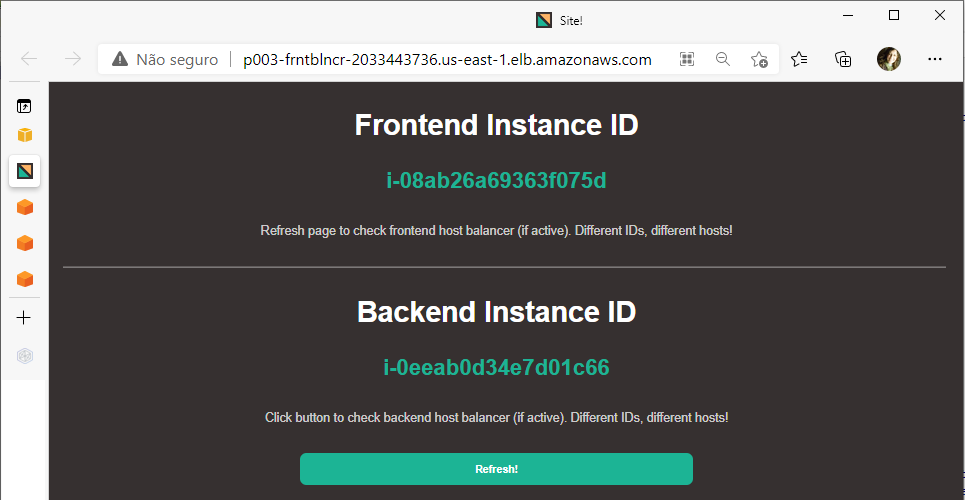 Site!
Não seguro
p003-frntblncr-2033443736.us-east-1.elb.amazonaws.com
Frontend Instance ID
i-08ab26a69363f075d
Refresh page to check frontend host balancer (if active). Different IDs, different hosts!
Backend Instance ID
i-0eeab0d34e7d01c66
Click button to check backend host balancer (if active). Different IDs, different hosts!
Refresh!